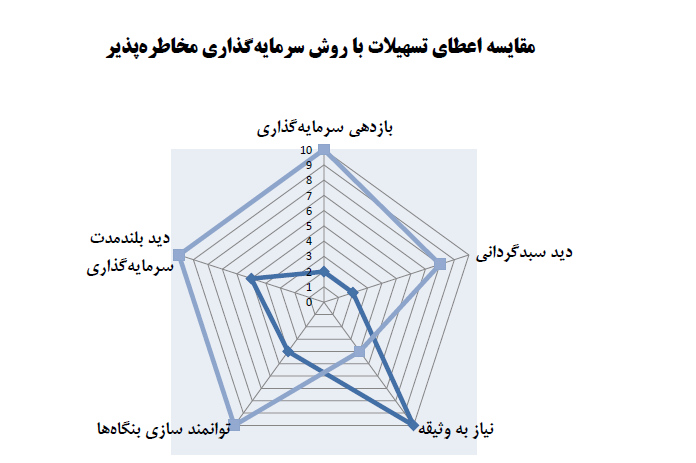 مقایسه اعطای تسهیلات با روش سرمایه‌گذاری مخاطره‌پذیر
بازدهی سرمایه‌گذاری
10
9
8
7
6
5
4
3
2
1
0
دید سبدگردانی
نیاز به وثیقه
توانمند سازی بنگاه‌ها
دید بلندمدت
سرمایه‌گذاری